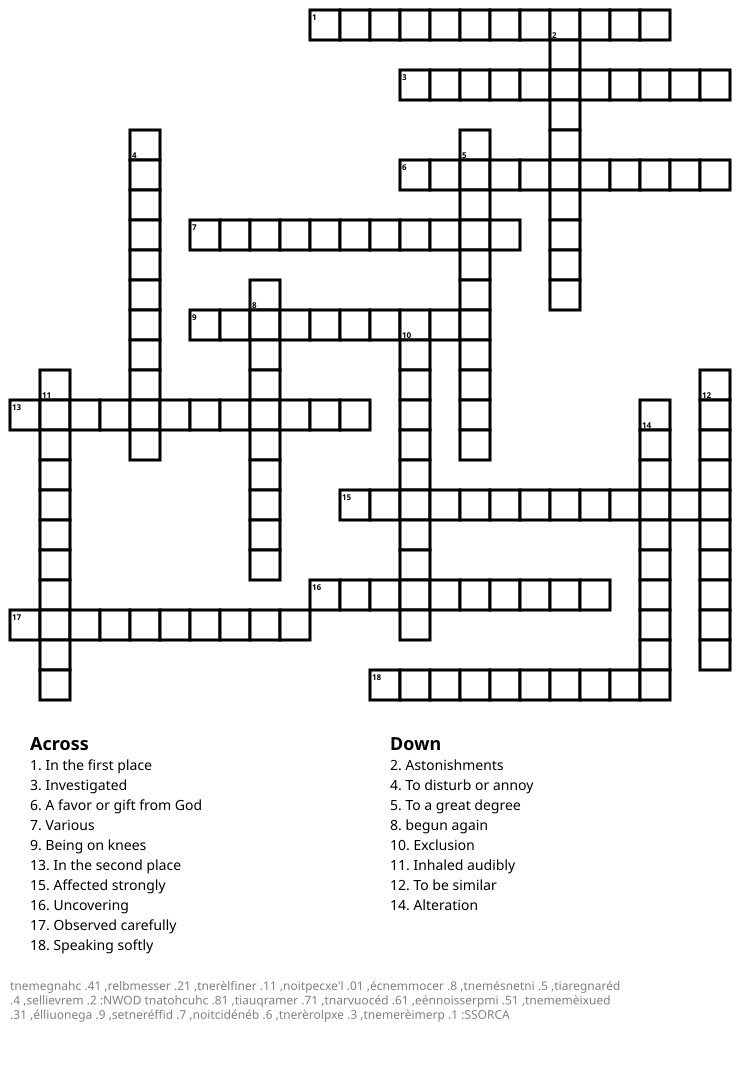 1
2
3
4
5
6
7
8
9
10
11
12
13
14
15
16
17
18
Across
1. In the first place
3. Investigated
6. A favor or gift from God
7. Various
9. Being on knees
13. In the second place
15. Affected strongly
16. Uncovering
17. Observed carefully
18. Speaking softly
Down
2. Astonishments
4. To disturb or annoy
5. To a great degree
8. begun again
10. Exclusion
11. Inhaled audibly
12. To be similar
14. Alteration
tnemegnahc .41 ,relbmesser .21 ,tnerèlfiner .11 ,noitpecxe'l .01 ,écnemmocer .8 ,tnemésnetni .5 ,tiaregnaréd
.4 ,sellievrem .2 :NWOD tnatohcuhc .81 ,tiauqramer .71 ,tnarvuocéd .61 ,eénnoisserpmi .51 ,tnememèixued
.31 ,élliuonega .9 ,setneréffid .7 ,noitcidénéb .6 ,tnerèrolpxe .3 ,tnemerèimerp .1 :SSORCA